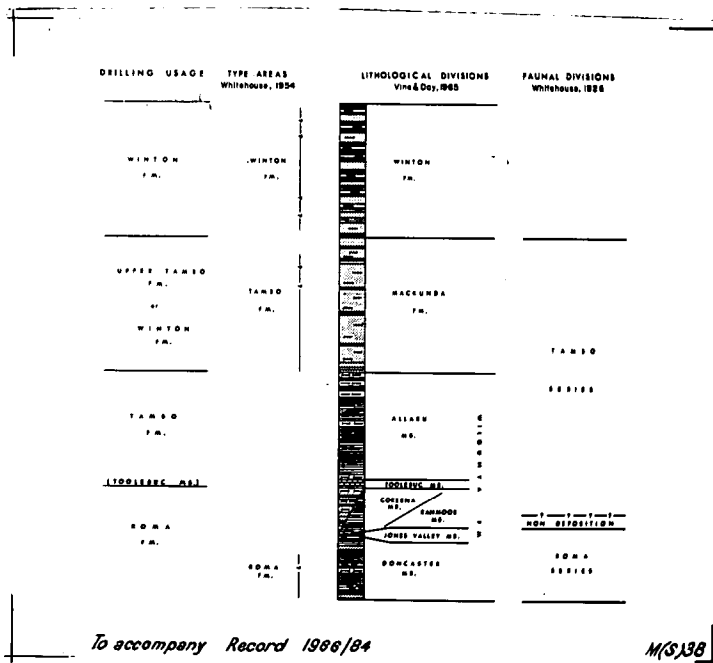 DRILLING USAGE
TYPE AREAS
Whitehouse, 1954
LITHOLOGICAL DIVISIONS
Vine & Day, 1965
FAUNAL DIVISIONS
Whitehouse, 1926
WINTON
FM.
WINTON
FM.
WINTON
FM.
UPPER TAMBO
FM.
or
WINTON
FM.
TAMBO
FM.
MACKUNDA
FM.
TAMBO
SERIES
TAMBO
FM.
ALLARU
MB.
(TOOLEBUC MB.)
TOOLEBUC MB.
COREENA
MB.
RANMOOR
MB.
? ? ? ?
NON DEPOSITION
ROMA
FM.
JONES VALLEY MB.
ROMA
FM.
DONCASTER
MB.
ROMA
SERIES
To accompany Record 1966/84
M(S)38